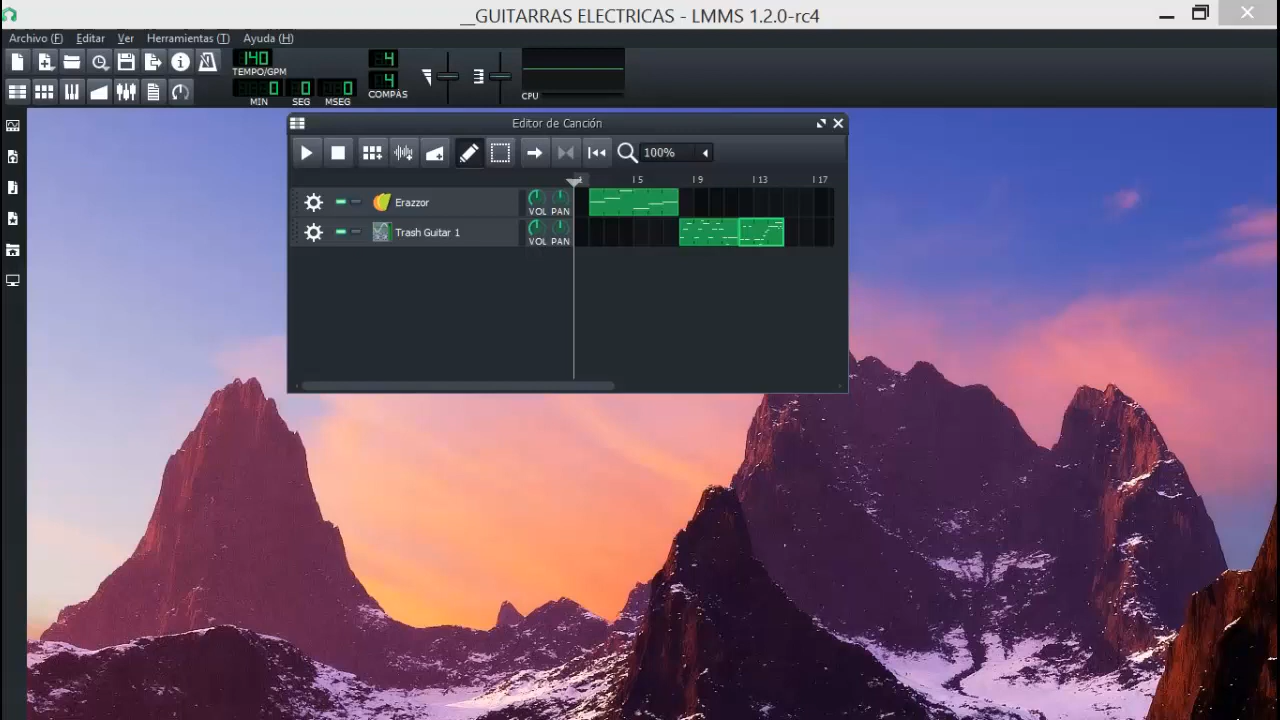 __GUITARRAS ELECTRICAS - LMMS 1.2.0-rc4
Archivo (F) Editar Ver Herramientas (T) Ayuda (H)
140
TEMPO/GPM
0 0 0
MIN SEG MSEG
4
4
COMPÁS
CPU
Editor de Canción
100%
5 9 13 17
Erazzor VOL PAN
Trash Guitar 1 VOL PAN